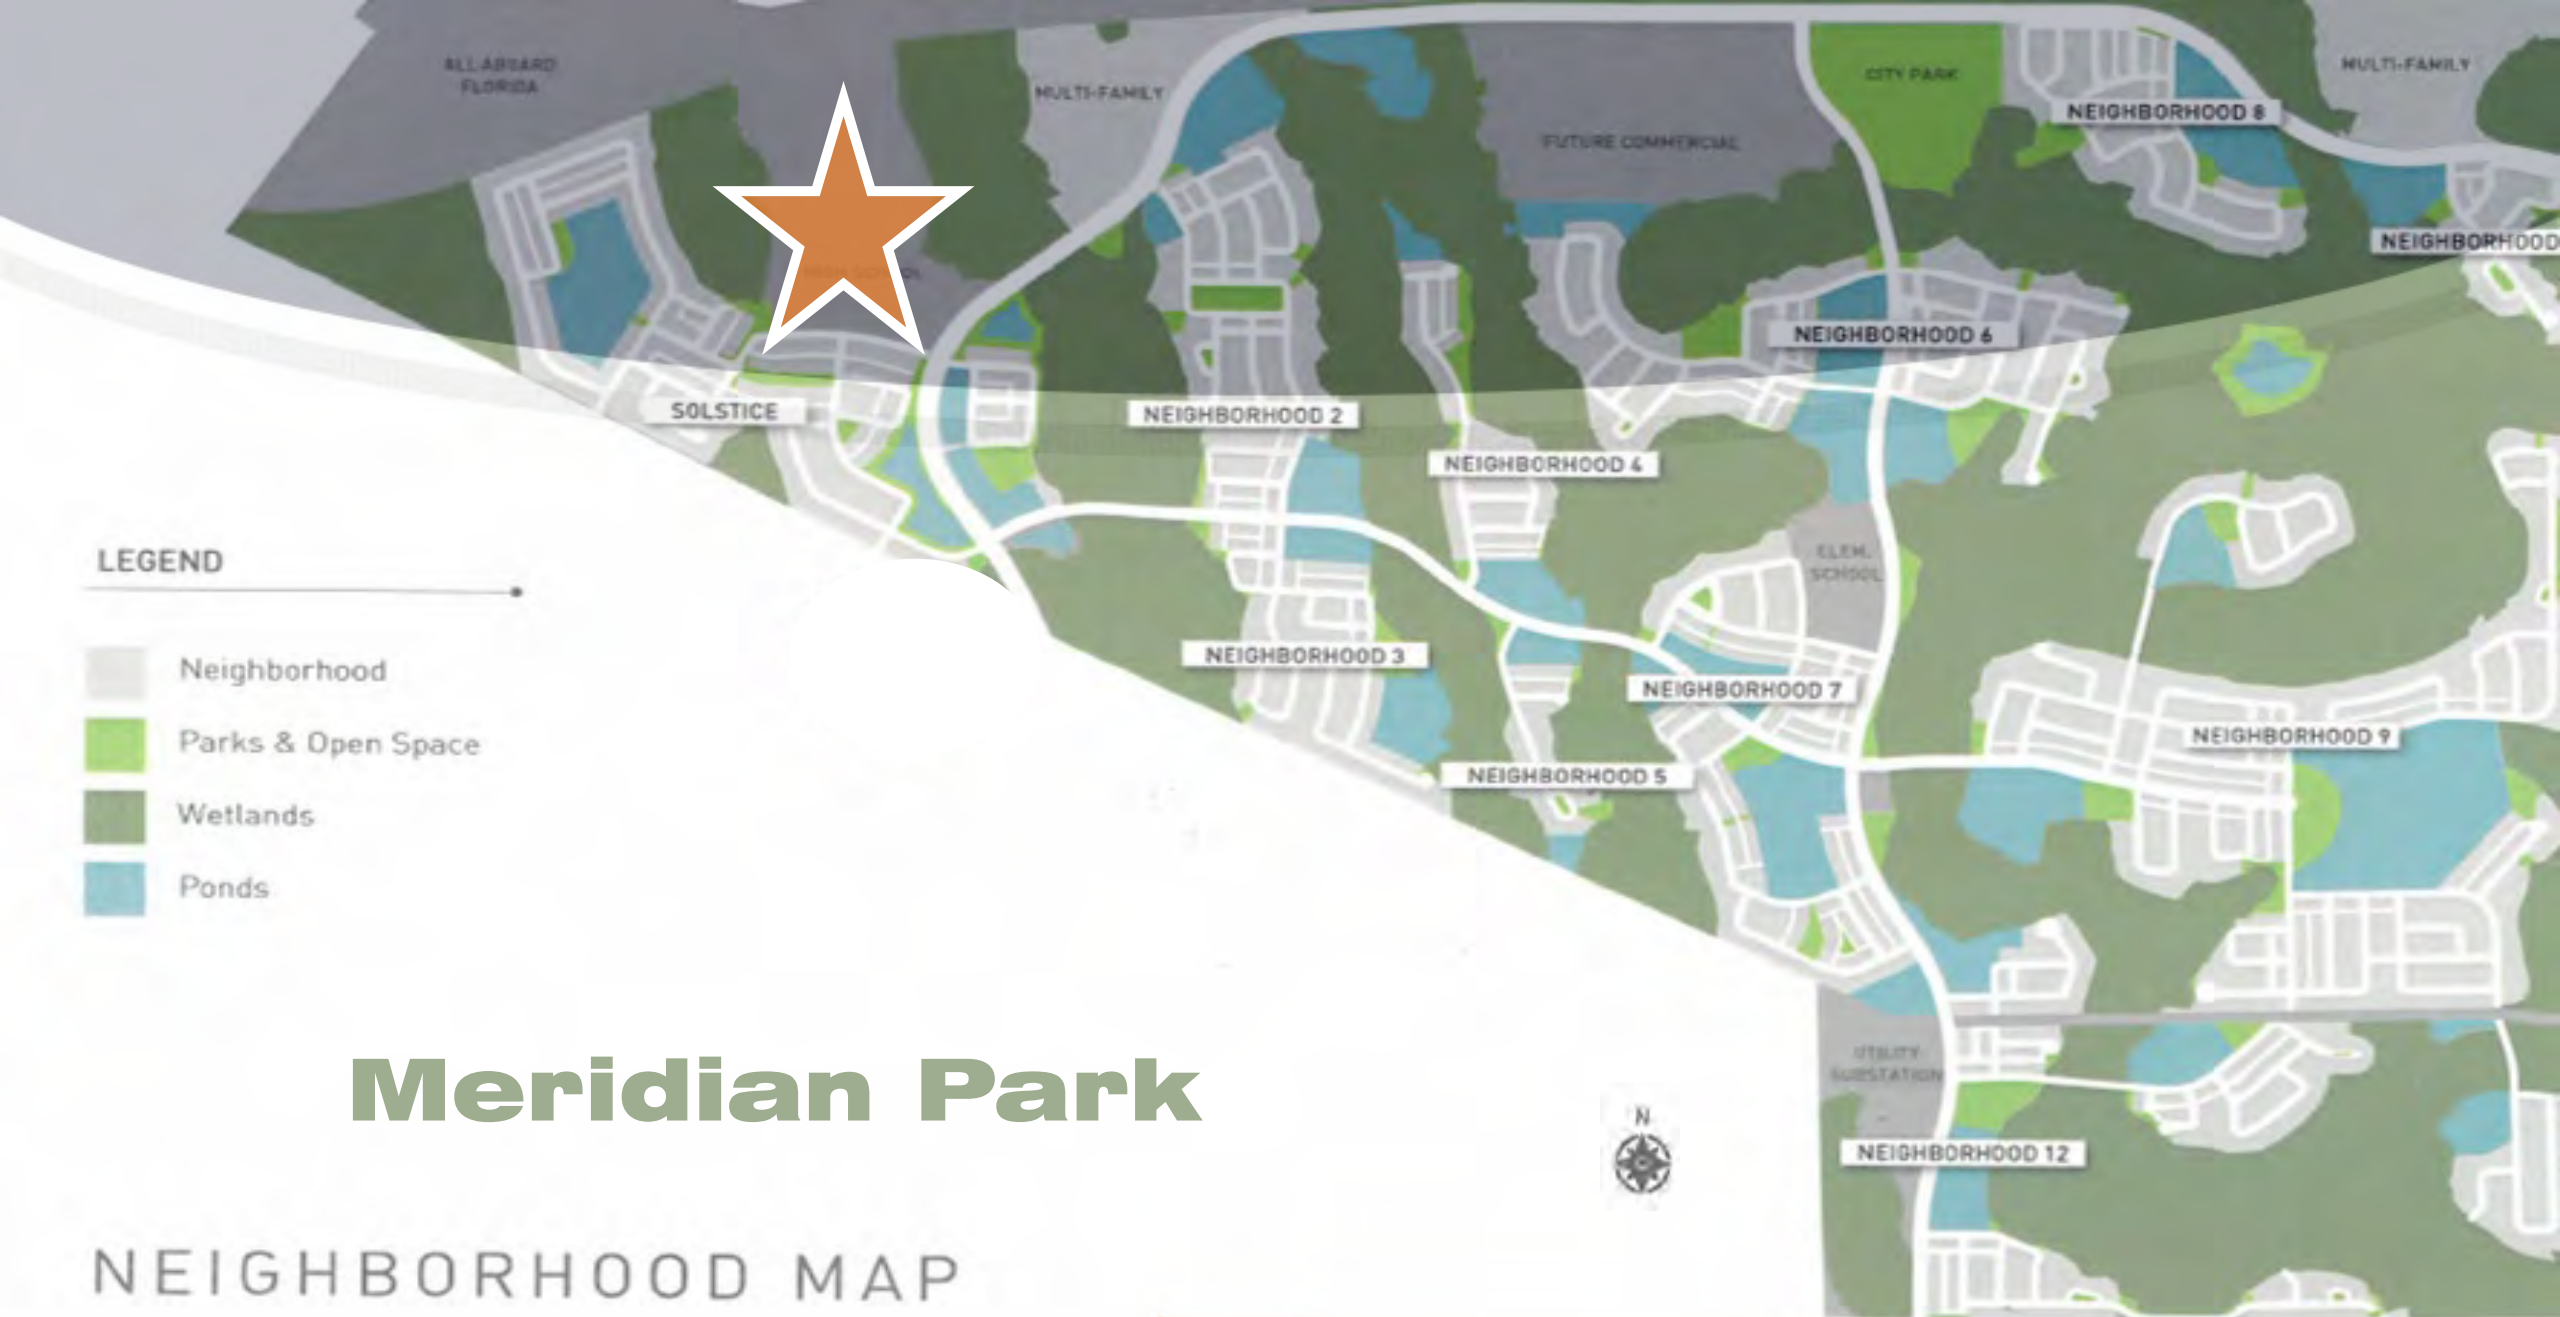 ALL ABOARD
FLORIDA
MULTI-FAMILY
FUTURE COMMERCIAL
CITY PARK
MULTI-FAMILY
NEIGHBORHOOD 8
NEIGHBORHOOD
HIGH SCHOOL
NEIGHBORHOOD 6
SOLSTICE
NEIGHBORHOOD 2
NEIGHBORHOOD 4
ELEM.
SCHOOL
NEIGHBORHOOD 3
NEIGHBORHOOD 7
NEIGHBORHOOD 5
NEIGHBORHOOD 9
UTILITY
SUBSTATION
NEIGHBORHOOD 12
LEGEND
Neighborhood
Parks & Open Space
Wetlands
Ponds
Meridian Park
N
NEIGHBORHOOD MAP